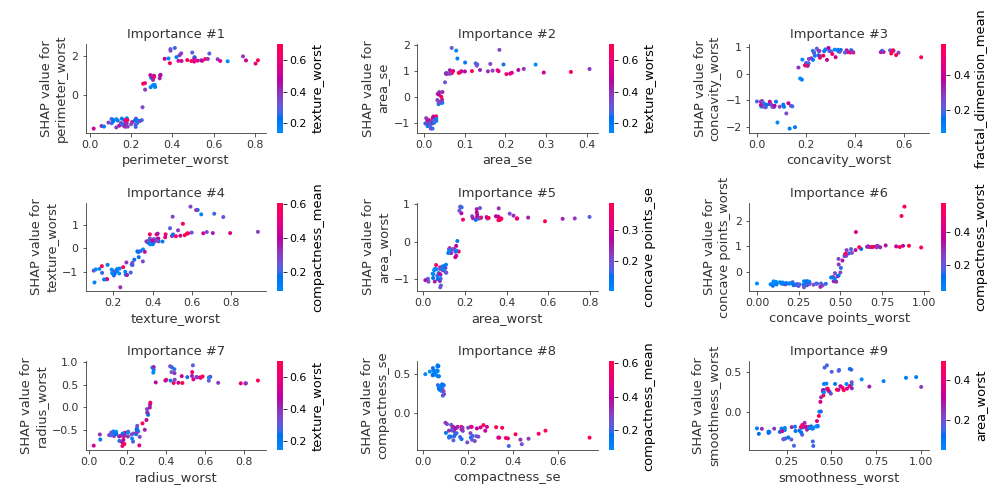 Importance #1
SHAP value for
perimeter_worst
2
0
0.0 0.2 0.4 0.6 0.8
perimeter_worst
0.6
0.4
0.2
texture_worst
Importance #2
SHAP value for
area_se
2
1
0
−1
0.0 0.1 0.2 0.3 0.4
area_se
0.6
0.4
0.2
texture_worst
Importance #3
SHAP value for
concavity_worst
1
0
−1
−2
0.0 0.2 0.4 0.6
concavity_worst
0.4
0.2
fractal_dimension_mean
Importance #4
SHAP value for
texture_worst
1
0
−1
0.2 0.4 0.6 0.8
texture_worst
0.6
0.4
0.2
compactness_mean
Importance #5
SHAP value for
area_worst
1
0
−1
0.0 0.2 0.4 0.6 0.8
area_worst
0.3
0.2
concave points_se
Importance #6
SHAP value for
concave points_worst
2
1
0
0.00 0.25 0.50 0.75 1.00
concave points_worst
0.4
0.2
compactness_worst
Importance #7
SHAP value for
radius_worst
1.0
0.5
0.0
−0.5
0.0 0.2 0.4 0.6 0.8
radius_worst
0.6
0.4
0.2
texture_worst
Importance #8
SHAP value for
compactness_se
0.5
0.0
0.0 0.2 0.4 0.6
compactness_se
0.6
0.4
0.2
compactness_mean
Importance #9
SHAP value for
smoothness_worst
0.5
0.0
0.25 0.50 0.75 1.00
smoothness_worst
0.4
0.2
area_worst